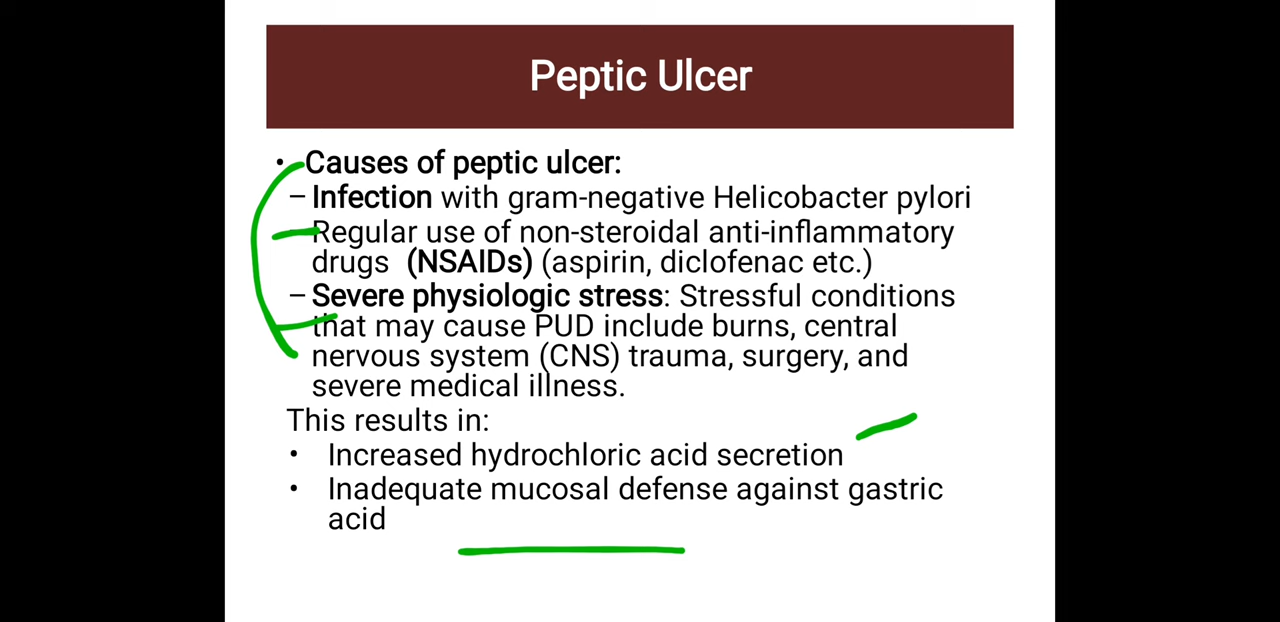 Peptic Ulcer
• Causes of peptic ulcer:
– Infection with gram-negative Helicobacter pylori
Regular use of non-steroidal anti-inflammatory
drugs (NSAIDs) (aspirin, diclofenac etc.)
– Severe physiologic stress: Stressful conditions
that may cause PUD include burns, central
nervous system (CNS) trauma, surgery, and
severe medical illness.
This results in:
• Increased hydrochloric acid secretion
• Inadequate mucosal defense against gastric
acid